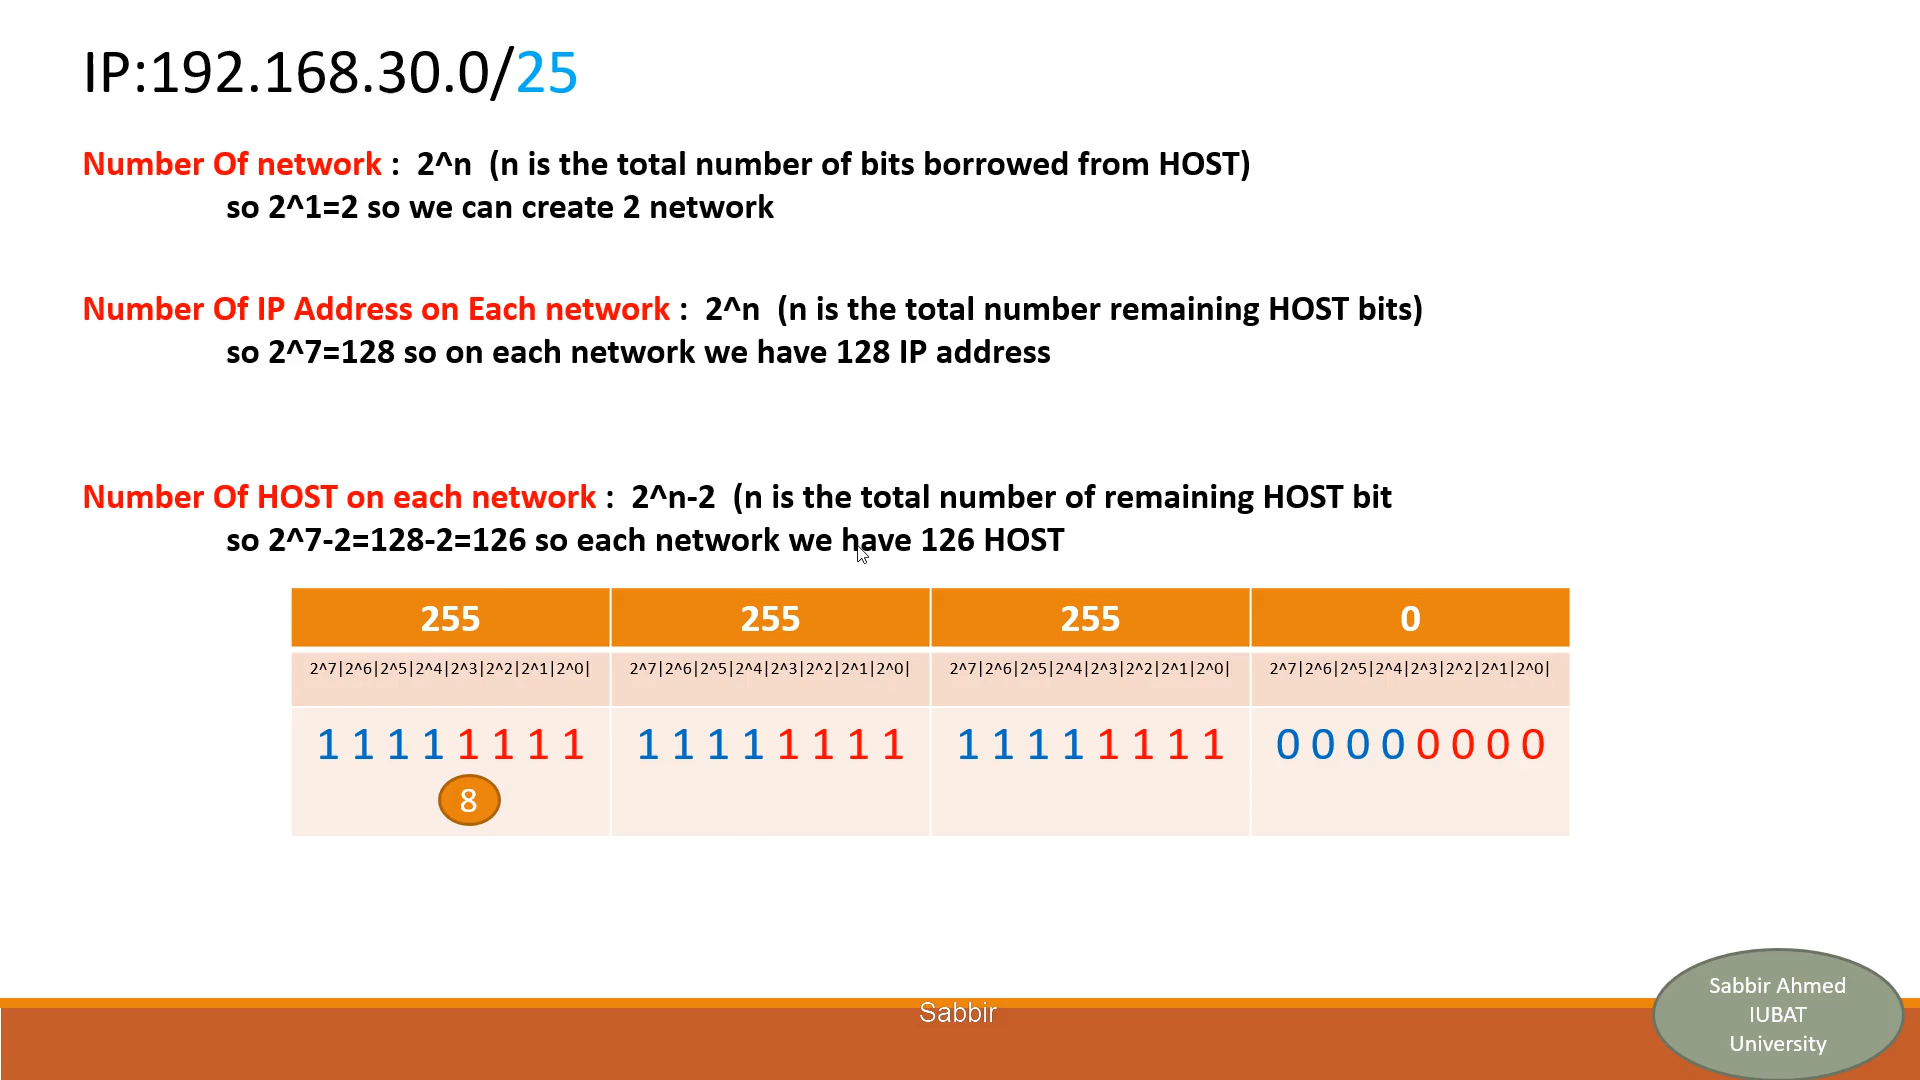 IP:192.168.30.0/25
Number Of network :  2^n  (n is the total number of bits borrowed from HOST)
so 2^1=2 so we can create 2 network
Number Of IP Address on Each network :  2^n  (n is the total number remaining HOST bits)
so 2^7=128 so on each network we have 128 IP address
Number Of HOST on each network :  2^n-2  (n is the total number of remaining HOST bit
so 2^7-2=128-2=126 so each network we have 126 HOST
255 255 255 0
2^7|2^6|2^5|2^4|2^3|2^2|2^1|2^0| 2^7|2^6|2^5|2^4|2^3|2^2|2^1|2^0| 2^7|2^6|2^5|2^4|2^3|2^2|2^1|2^0| 2^7|2^6|2^5|2^4|2^3|2^2|2^1|2^0|
1 1 1 1 1 1 1 1 1 1 1 1 1 1 1 1 1 1 1 1 1 1 1 1 0 0 0 0 0 0 0 0
8
Sabbir
Sabbir Ahmed
IUBAT
University